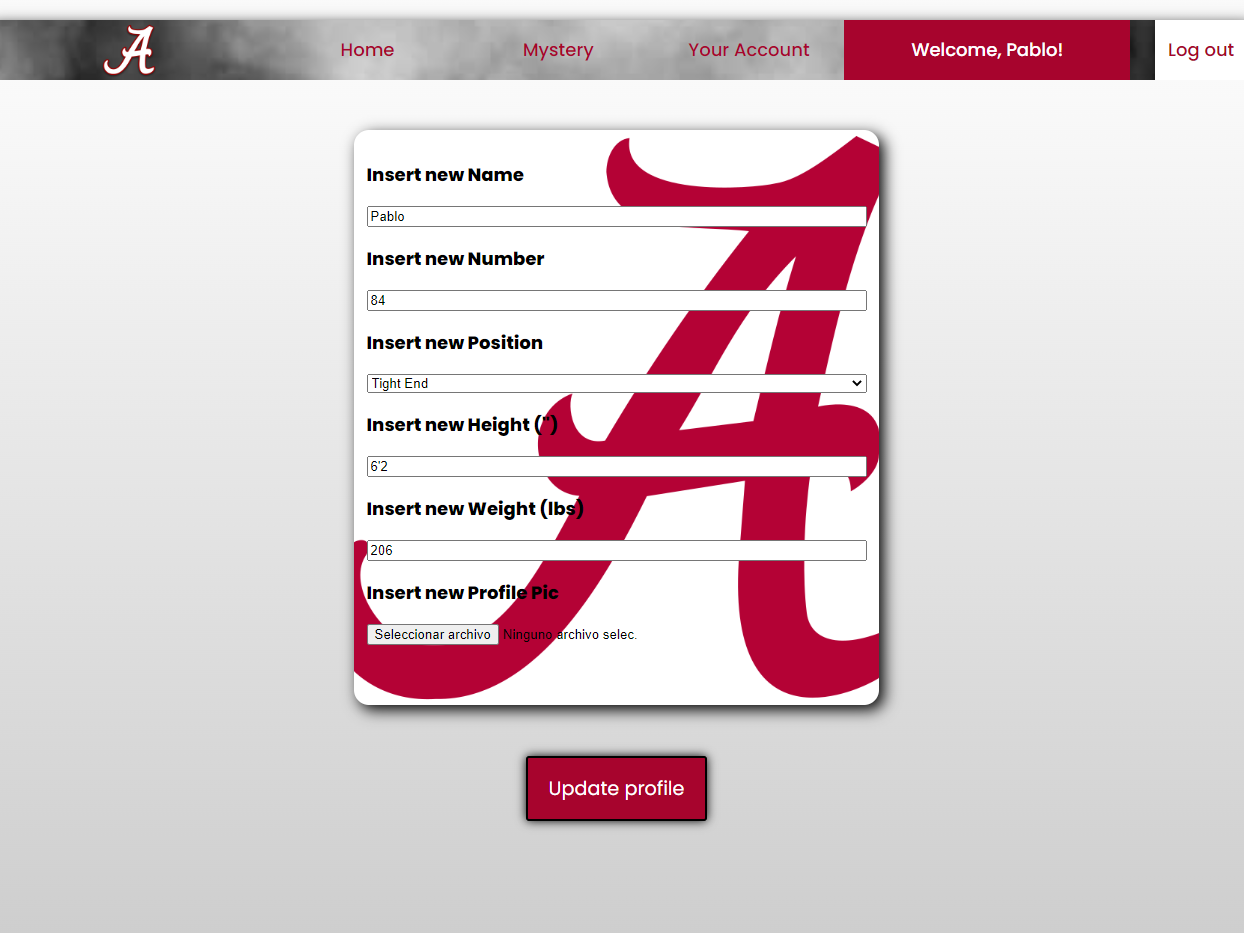 A
Home
Mystery
Your Account
Welcome, Pablo!
Log out
Insert new Name
Pablo
Insert new Number
84
Insert new Position
Tight End
Insert new Height ('')
6'2
Insert new Weight (lbs)
206
Insert new Profile Pic
Seleccionar archivo Ninguno archivo selec.
Update profile